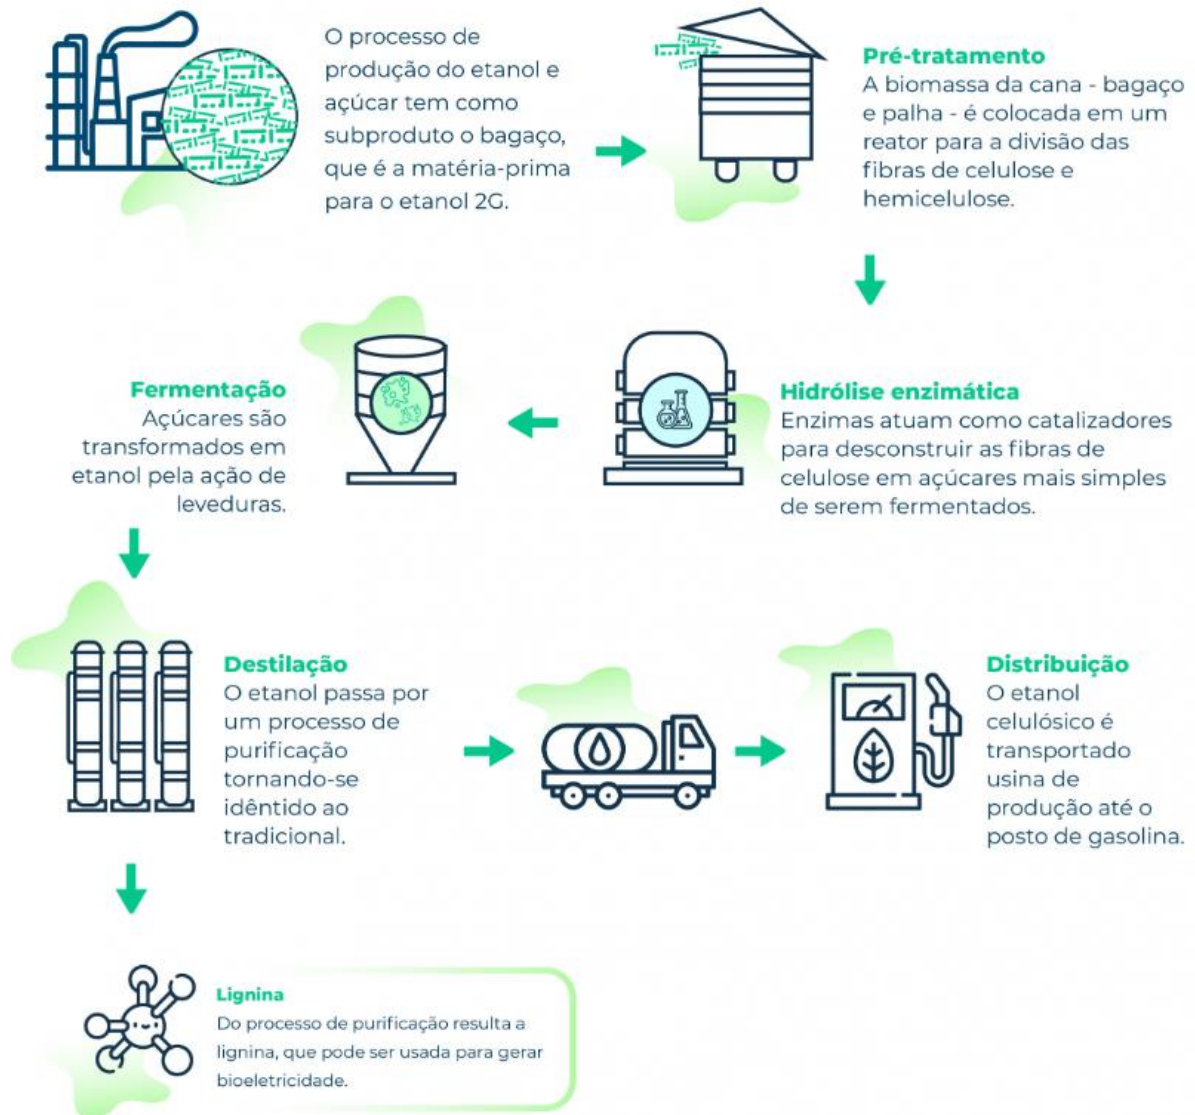 O processo de
produção do etanol e
açúcar tem como
subproduto o bagaço,
que é a matéria-prima
para o etanol 2G.
Pré-tratamento
A biomassa da cana - bagaço
e palha - é colocada em um
reator para a divisão das
fibras de celulose e
hemicelulose.
Hidrólise enzimática
Enzimas atuam como catalizadores
para desconstruir as fibras de
celulose em açúcares mais simples
de serem fermentados.
Fermentação
Açúcares são
transformados em
etanol pela ação de
leveduras.
Destilação
O etanol passa por
um processo de
purificação
tornando-se
idêntido ao
tradicional.
Distribuição
O etanol
celulósico é
transportado
usina de
produção até o
posto de gasolina.
Lignina
Do processo de purificação resulta a
lignina, que pode ser usada para gerar
bioeletricidade.